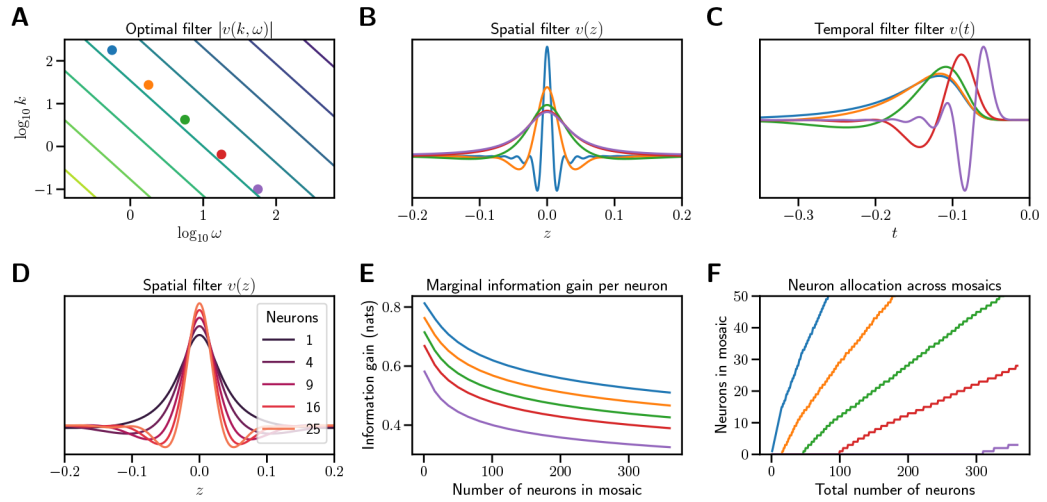 A
Optimal filter |v(k, ω)|
log₁₀ k
2
1
0
−1
0
1
2
log₁₀ ω
B
Spatial filter v(z)
−0.2
−0.1
0.0
0.1
0.2
z
C
Temporal filter filter v(t)
−0.3
−0.2
−0.1
0.0
t
D
Spatial filter v(z)
Neurons
1
4
9
16
25
−0.2
−0.1
0.0
0.1
0.2
z
E
Marginal information gain per neuron
Information gain (nats)
0.8
0.6
0.4
0
100
200
300
Number of neurons in mosaic
F
Neuron allocation across mosaics
Neurons in mosaic
50
40
30
20
10
0
0
100
200
300
Total number of neurons